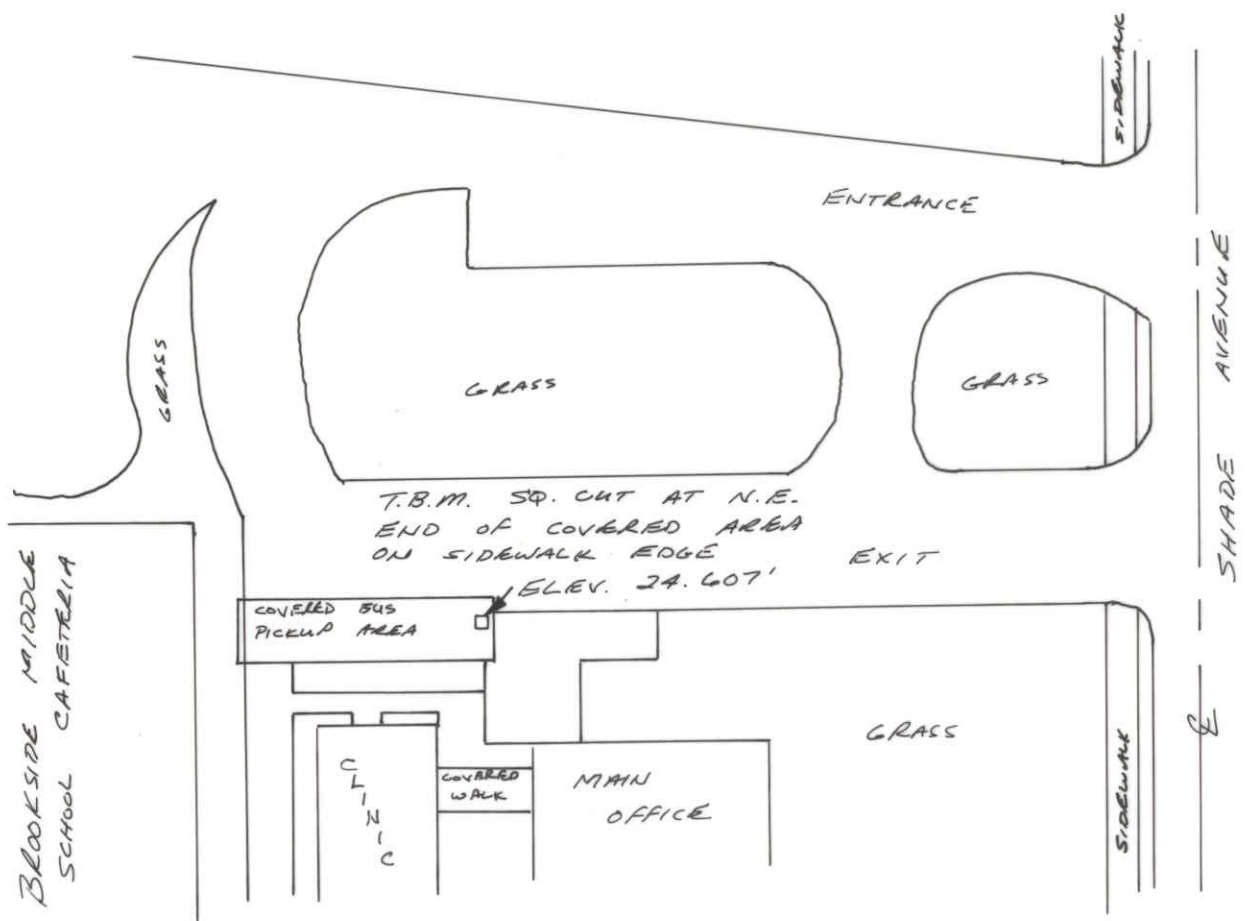 SIDEWALK
ENTRANCE
SHADE AVENUE
GRASS
GRASS
GRASS
T.B.M. SQ. CUT AT N.E.
END OF COVERED AREA
ON SIDEWALK EDGE
ELEV. 24.607'
EXIT
COVERED BUS
PICKUP AREA
BROOKSIDE MIDDLE
SCHOOL CAFETERIA
CLINIC
COVERED
WALK
MAIN
OFFICE
GRASS
SIDEWALK
℄